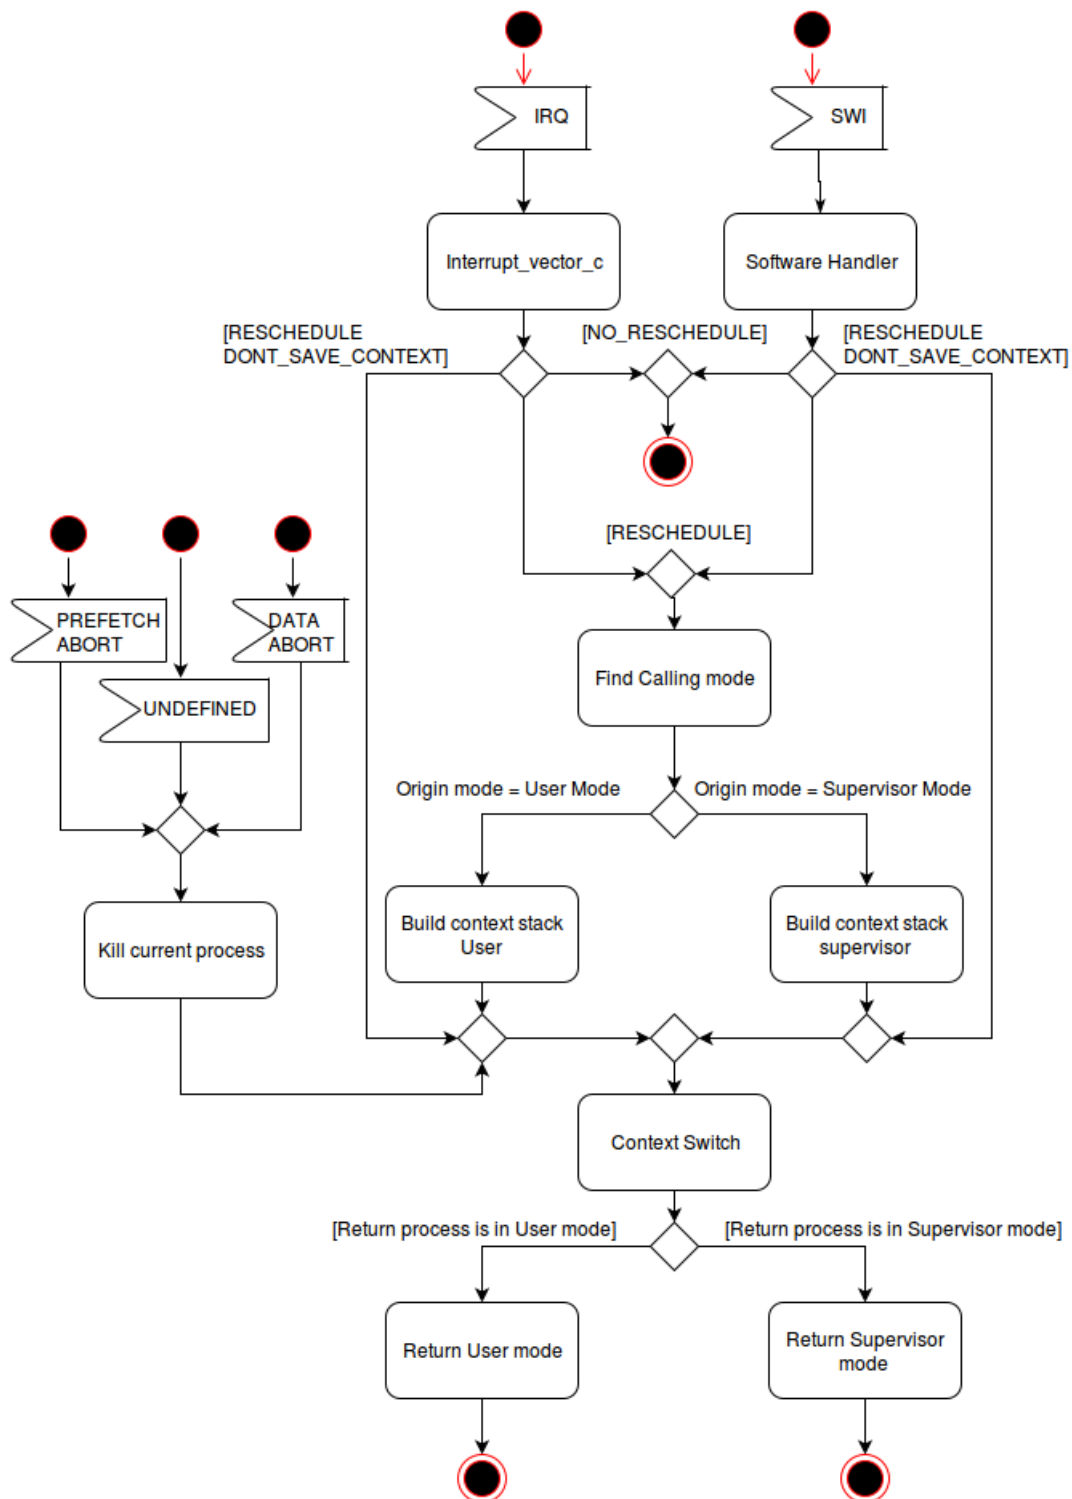 IRQ
SWI
Interrupt_vector_c
Software Handler
[RESCHEDULE
DONT_SAVE_CONTEXT]
[NO_RESCHEDULE]
[RESCHEDULE
DONT_SAVE_CONTEXT]
[RESCHEDULE]
PREFETCH
ABORT
DATA
ABORT
UNDEFINED
Find Calling mode
Origin mode = User Mode
Origin mode = Supervisor Mode
Build context stack
User
Build context stack
supervisor
Kill current process
Context Switch
[Return process is in User mode]
[Return process is in Supervisor mode]
Return User mode
Return Supervisor
mode